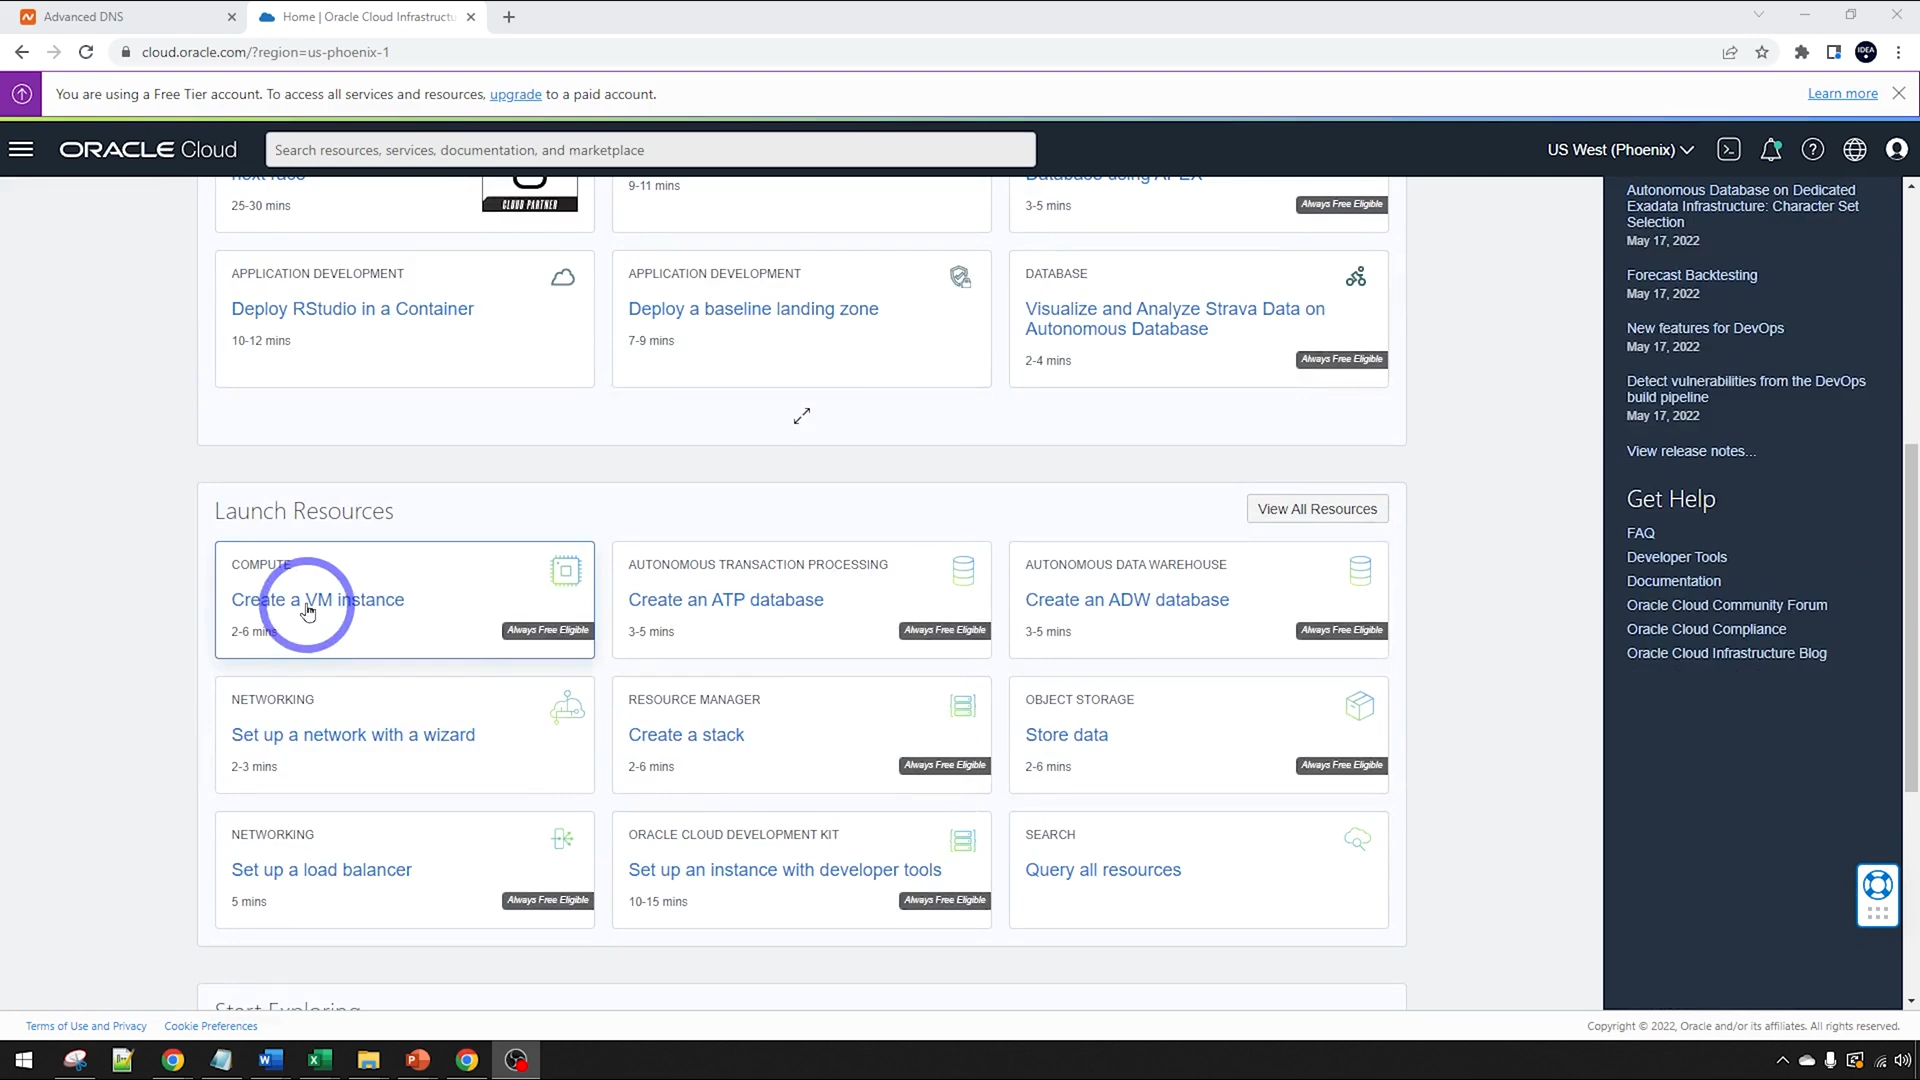 Advanced DNS
Home | Oracle Cloud Infrastructu
cloud.oracle.com/?region=us-phoenix-1
IDEA
You are using a Free Tier account. To access all services and resources, upgrade to a paid account.
Learn more
ORACLE Cloud
Search resources, services, documentation, and marketplace
US West (Phoenix)
next race
25-30 mins
CLOUD PARTNER
9-11 mins
Database using APEX
3-5 mins
Always Free Eligible
APPLICATION DEVELOPMENT
Deploy RStudio in a Container
10-12 mins
APPLICATION DEVELOPMENT
Deploy a baseline landing zone
7-9 mins
DATABASE
Visualize and Analyze Strava Data on
Autonomous Database
2-4 mins
Always Free Eligible
Launch Resources
View All Resources
COMPUTE
Create a VM instance
2-6 mins
Always Free Eligible
AUTONOMOUS TRANSACTION PROCESSING
Create an ATP database
3-5 mins
Always Free Eligible
AUTONOMOUS DATA WAREHOUSE
Create an ADW database
3-5 mins
Always Free Eligible
NETWORKING
Set up a network with a wizard
2-3 mins
RESOURCE MANAGER
Create a stack
2-6 mins
Always Free Eligible
OBJECT STORAGE
Store data
2-6 mins
Always Free Eligible
NETWORKING
Set up a load balancer
5 mins
Always Free Eligible
ORACLE CLOUD DEVELOPMENT KIT
Set up an instance with developer tools
10-15 mins
Always Free Eligible
SEARCH
Query all resources
Start Exploring
Autonomous Database on Dedicated
Exadata Infrastructure: Character Set
Selection
May 17, 2022
Forecast Backtesting
May 17, 2022
New features for DevOps
May 17, 2022
Detect vulnerabilities from the DevOps
build pipeline
May 17, 2022
View release notes...
Get Help
FAQ
Developer Tools
Documentation
Oracle Cloud Community Forum
Oracle Cloud Compliance
Oracle Cloud Infrastructure Blog
Terms of Use and Privacy
Cookie Preferences
Copyright © 2022, Oracle and/or its affiliates. All rights reserved.